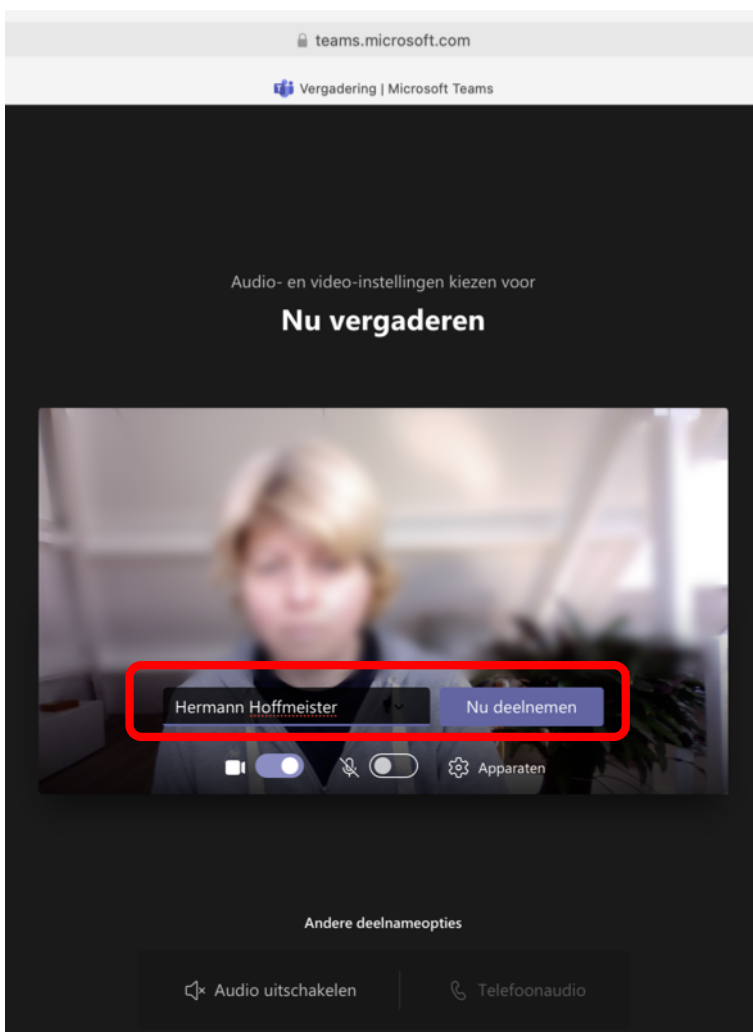 teams.microsoft.com
Vergadering | Microsoft Teams
Audio- en video-instellingen kiezen voor
Nu vergaderen
Hermann Hoffmeister
Nu deelnemen
Apparaten
Andere deelnameopties
Audio uitschakelen
Telefoonaudio